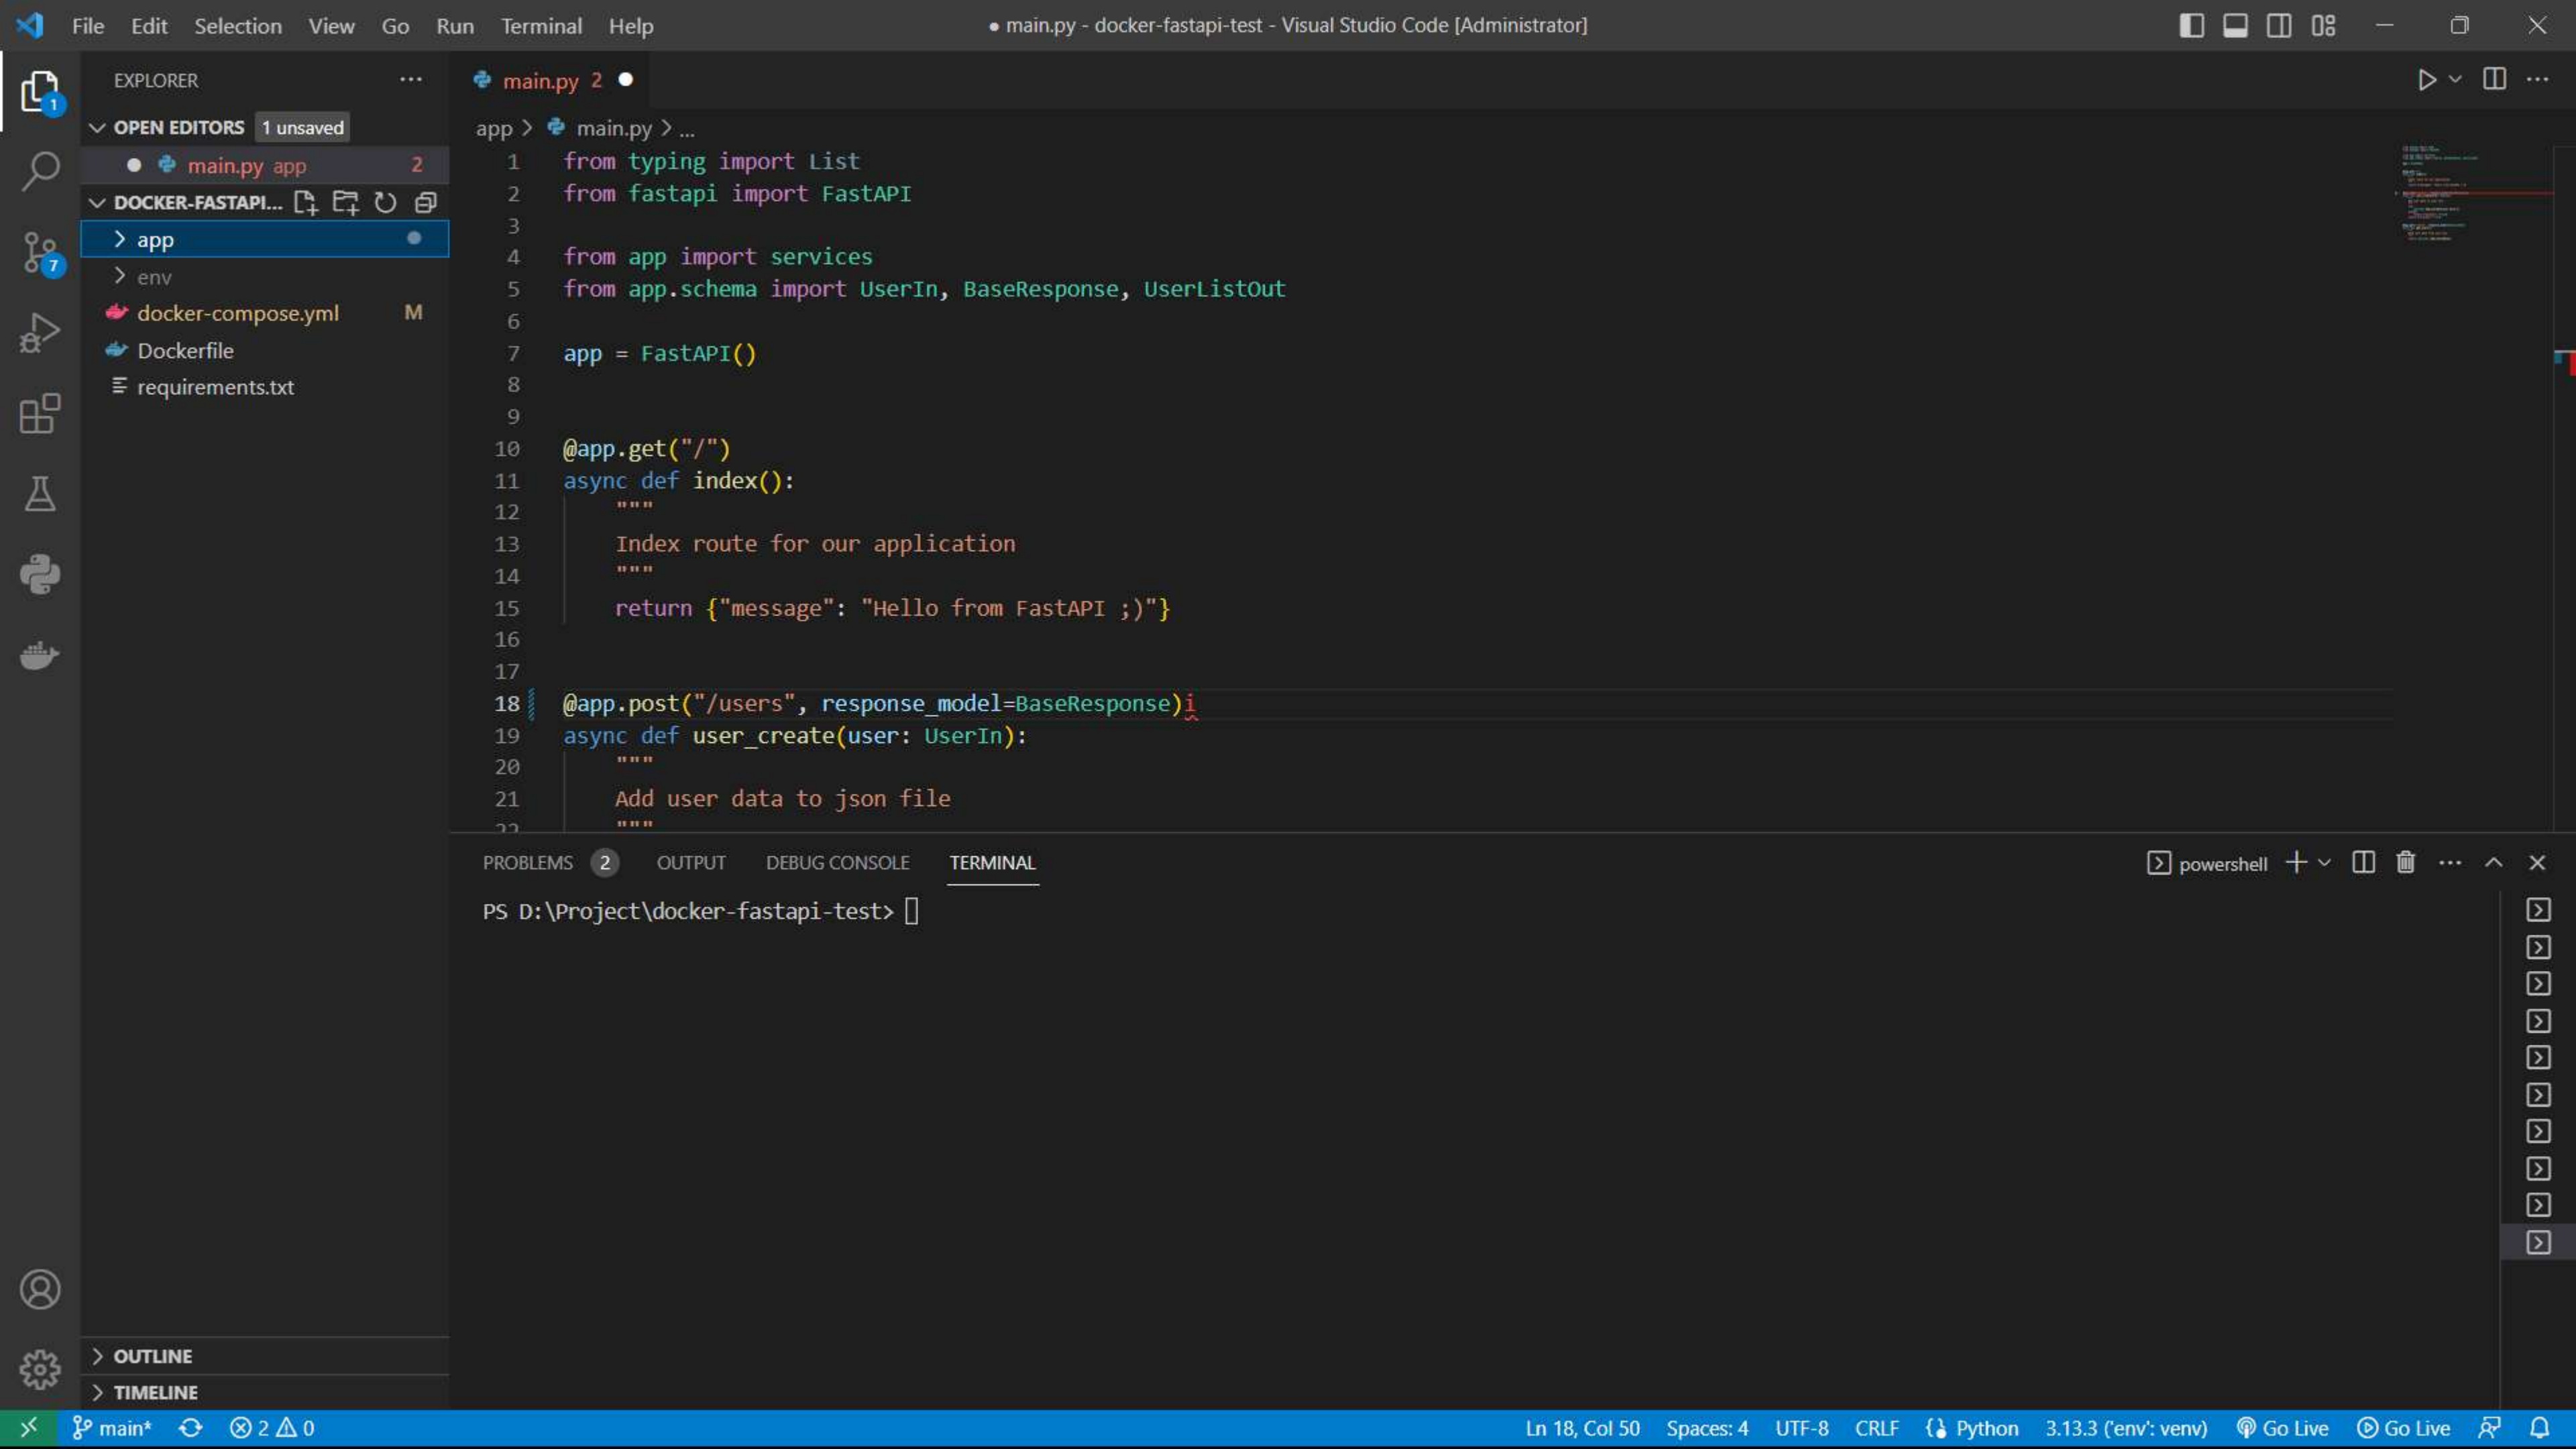 File Edit Selection View Go Run Terminal Help
● main.py - docker-fastapi-test - Visual Studio Code [Administrator]
EXPLORER
1
OPEN EDITORS 1 unsaved
main.py app 2
DOCKER-FASTAPI...
app
7
env
docker-compose.yml M
Dockerfile
requirements.txt
OUTLINE
TIMELINE
main.py 2
app > main.py > ...
1 from typing import List
2 from fastapi import FastAPI
3
4 from app import services
5 from app.schema import UserIn, BaseResponse, UserListOut
6
7 app = FastAPI()
8
9
10 @app.get("/")
11 async def index():
12 """
13 Index route for our application
14 """
15 return {"message": "Hello from FastAPI ;)"}
16
17
18 @app.post("/users", response_model=BaseResponse)i
19 async def user_create(user: UserIn):
20 """
21 Add user data to json file
22 """
PROBLEMS 2 OUTPUT DEBUG CONSOLE TERMINAL
powershell
PS D:\Project\docker-fastapi-test>
main* 2 0
Ln 18, Col 50 Spaces: 4 UTF-8 CRLF Python 3.13.3 ('env': venv) Go Live Go Live